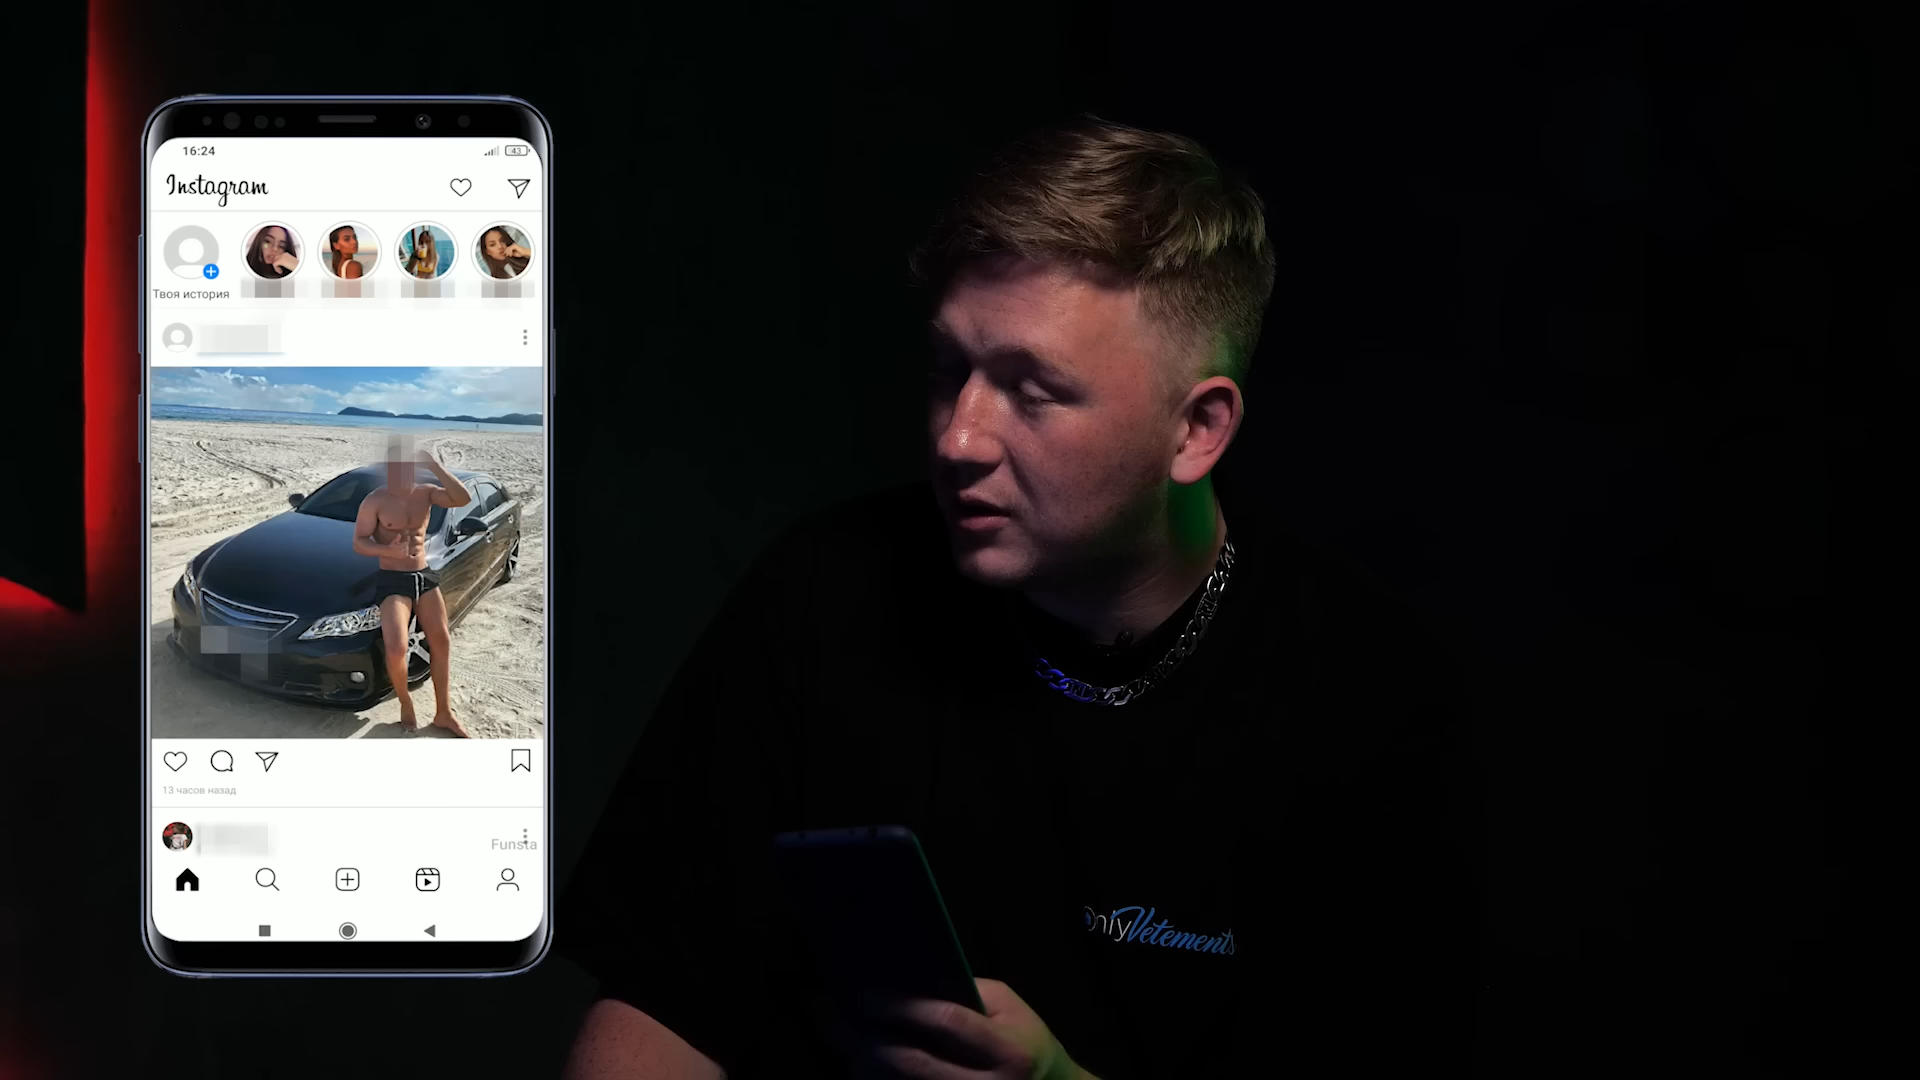 16:24
43
Instagram
Твоя история
13 часов назад
Funsta
OnlyVetements